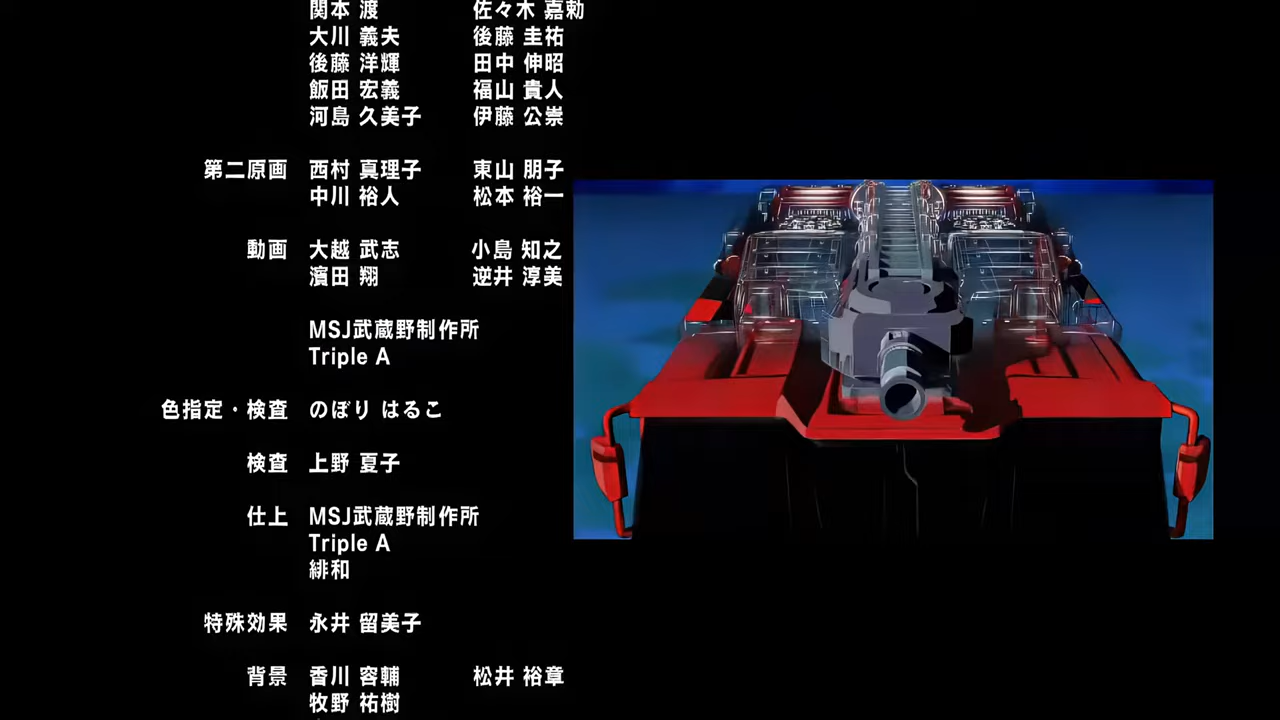 関本 渡 佐々木 嘉勅
大川 義夫 後藤 圭祐
後藤 洋輝 田中 伸昭
飯田 宏義 福山 貴人
河島 久美子 伊藤 公崇
第二原画 西村 真理子 東山 朋子
中川 裕人 松本 裕一
動画 大越 武志 小島 知之
濱田 翔 逆井 淳美
MSJ武蔵野制作所
Triple A
色指定・検査 のぼり はるこ
検査 上野 夏子
仕上 MSJ武蔵野制作所
Triple A
緋和
特殊効果 永井 留美子
背景 香川 容輔 松井 裕章
牧野 祐樹